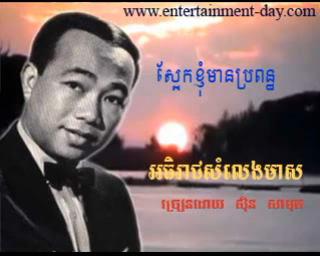 www.entertainment-day.com
ស្អែកខ្ញុំមានប្រពន្ធ
អធិរាជសំលេងមាស
ច្រៀងដោយ ស៊ីន សាមុត